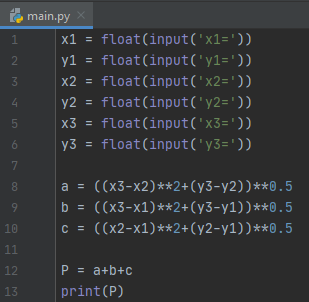 main.py
1 x1 = float(input('x1='))
2 y1 = float(input('y1='))
3 x2 = float(input('x2='))
4 y2 = float(input('y2='))
5 x3 = float(input('x3='))
6 y3 = float(input('y3='))
7
8 a = ((x3-x2)**2+(y3-y2))**0.5
9 b = ((x3-x1)**2+(y3-y1))**0.5
10 c = ((x2-x1)**2+(y2-y1))**0.5
11
12 P = a+b+c
13 print(P)